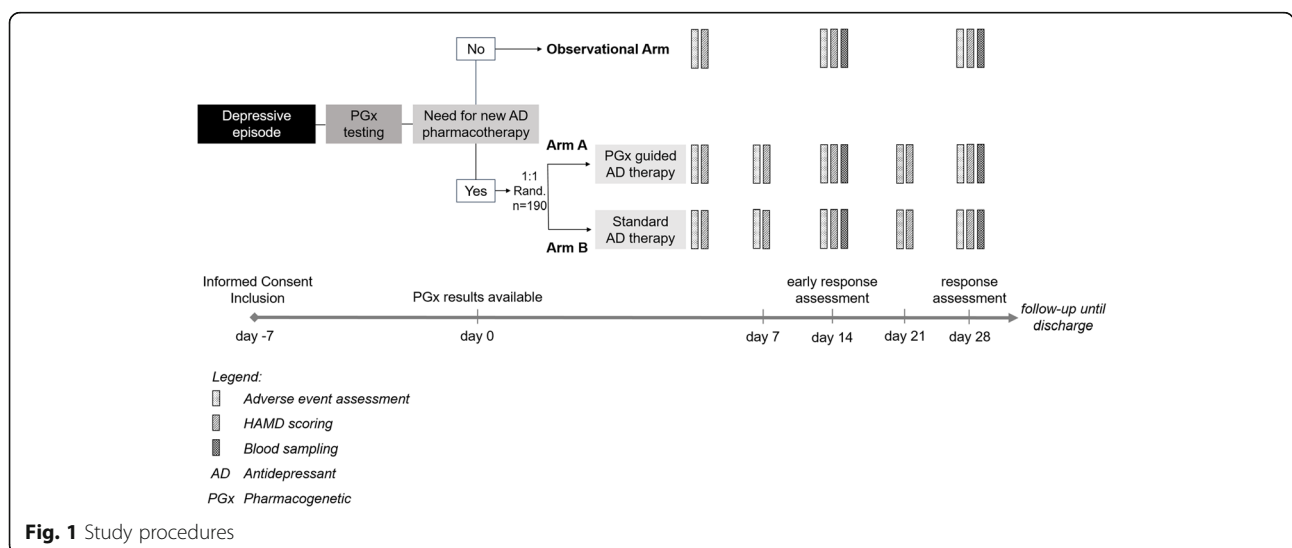 No
Observational Arm
Depressive
episode
PGx
testing
Need for new AD
pharmacotherapy
Yes
1:1
Rand.
n=190
Arm A
PGx guided
AD therapy
Standard
AD therapy
Arm B
Informed Consent
Inclusion
PGx results available
early response
assessment
response
assessment
follow-up until
discharge
day -7
day 0
day 7
day 14
day 21
day 28
Legend:
Adverse event assessment
HAMD scoring
Blood sampling
AD Antidepressant
PGx Pharmacogenetic
Fig. 1 Study procedures